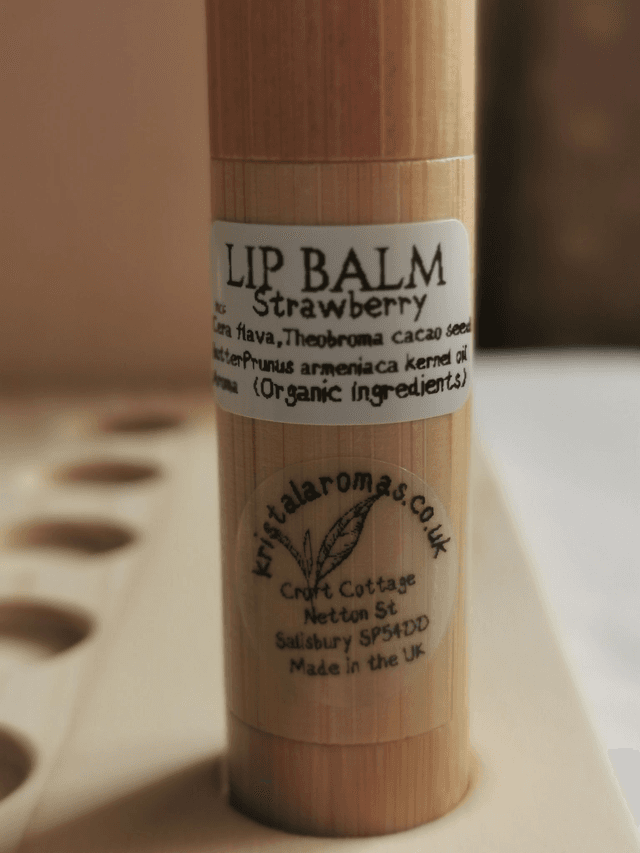 LIP BALM
Strawberry
Cera flava, Theobroma cacao seed
butterPrunus armeniaca kernel oil
(Organic ingredients)
kristalaromas.co.uk
Croft Cottage
Netton St
Salisbury SP54DD
Made in the UK